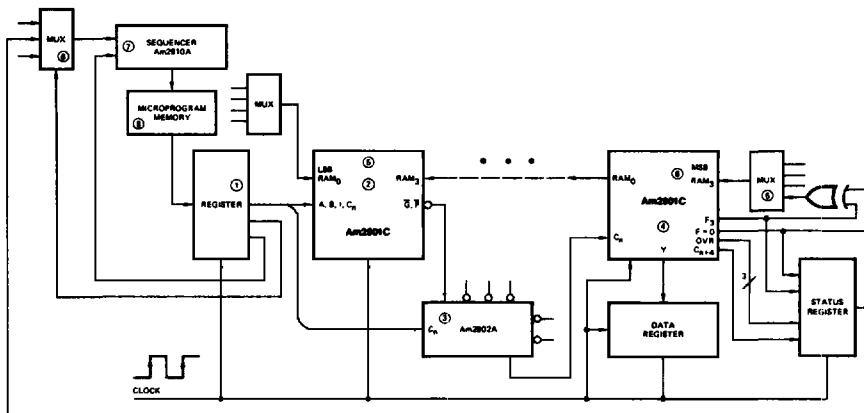 MUX
⑧
⑦
SEQUENCER
Am2910A
MICROPROGRAM
MEMORY
MUX
①
REGISTER
LSB
RAM0
⑤
②
RAM3
A, B, I, Cn
G, P
Am2901C
• • •
RAM0
⑥
MSB
RAM3
Am2901C
④
Cn
Y
F3
F = 0
OVR
Cn+4
MUX
3
③
Cn
Am2902A
DATA
REGISTER
STATUS
REGISTER
CLOCK